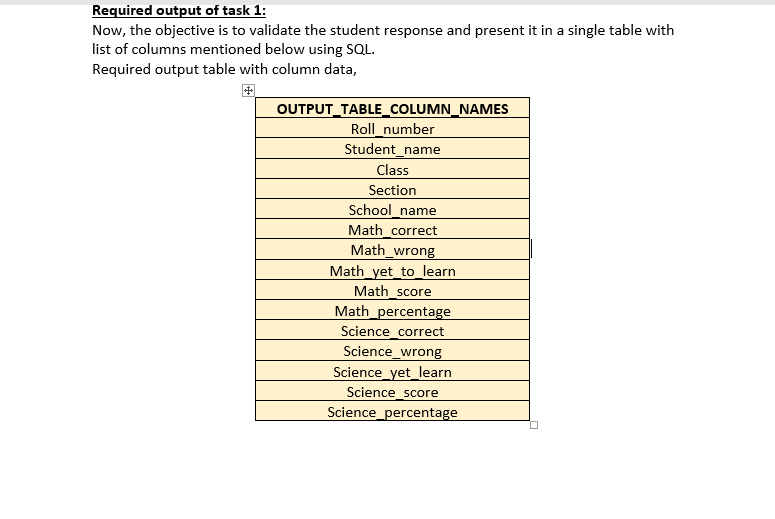 Required output of task 1:
Now, the objective is to validate the student response and present it in a single table with
list of columns mentioned below using SQL.
Required output table with column data,
OUTPUT_TABLE_COLUMN_NAMES
Roll_number
Student_name
Class
Section
School_name
Math_correct
Math_wrong
Math_yet_to_learn
Math_score
Math_percentage
Science_correct
Science_wrong
Science_yet_learn
Science_score
Science_percentage